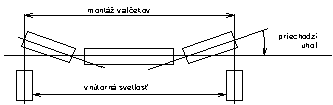 montáž valčekov
priechodzí
uhol
vnútorná svetlosť